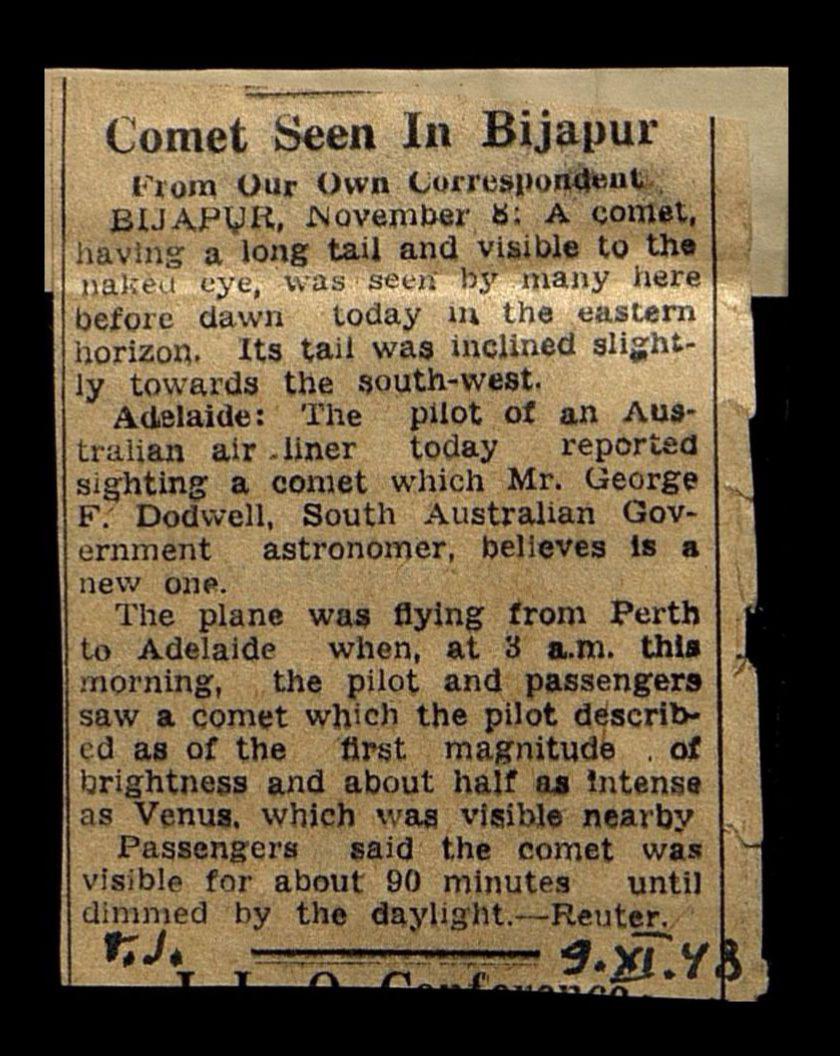 Comet Seen In Bijapur
From Our Own Correspondent
BIJAPUR, November 8: A comet,
having a long tail and visible to the
naked eye, was seen by many here
before dawn today in the eastern
horizon. Its tail was inclined slight-
ly towards the south-west.
Adelaide: The pilot of an Aus-
tralian air liner today reported
sighting a comet which Mr. George
F. Dodwell, South Australian Gov-
ernment astronomer, believes is a
new one.
The plane was flying from Perth
to Adelaide when, at 3 a.m. this
morning, the pilot and passengers
saw a comet which the pilot describ-
ed as of the first magnitude of
brightness and about half as intense
as Venus, which was visible nearby
Passengers said the comet was
visible for about 90 minutes until
dimmed by the daylight.—Reuter.
T.I. 9.XI.48
Conference